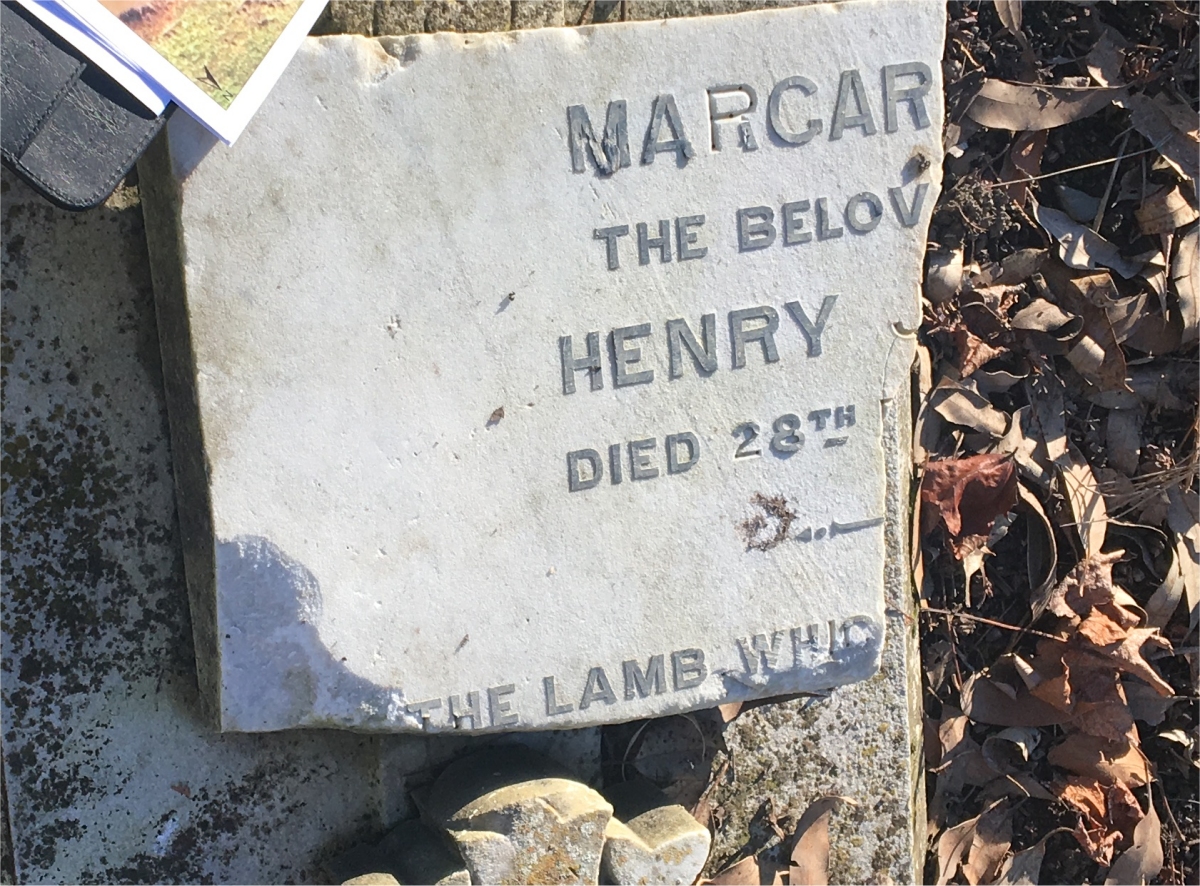 MARGAR
THE BELOV
HENRY
DIED 28TH
THE LAMB WHIC